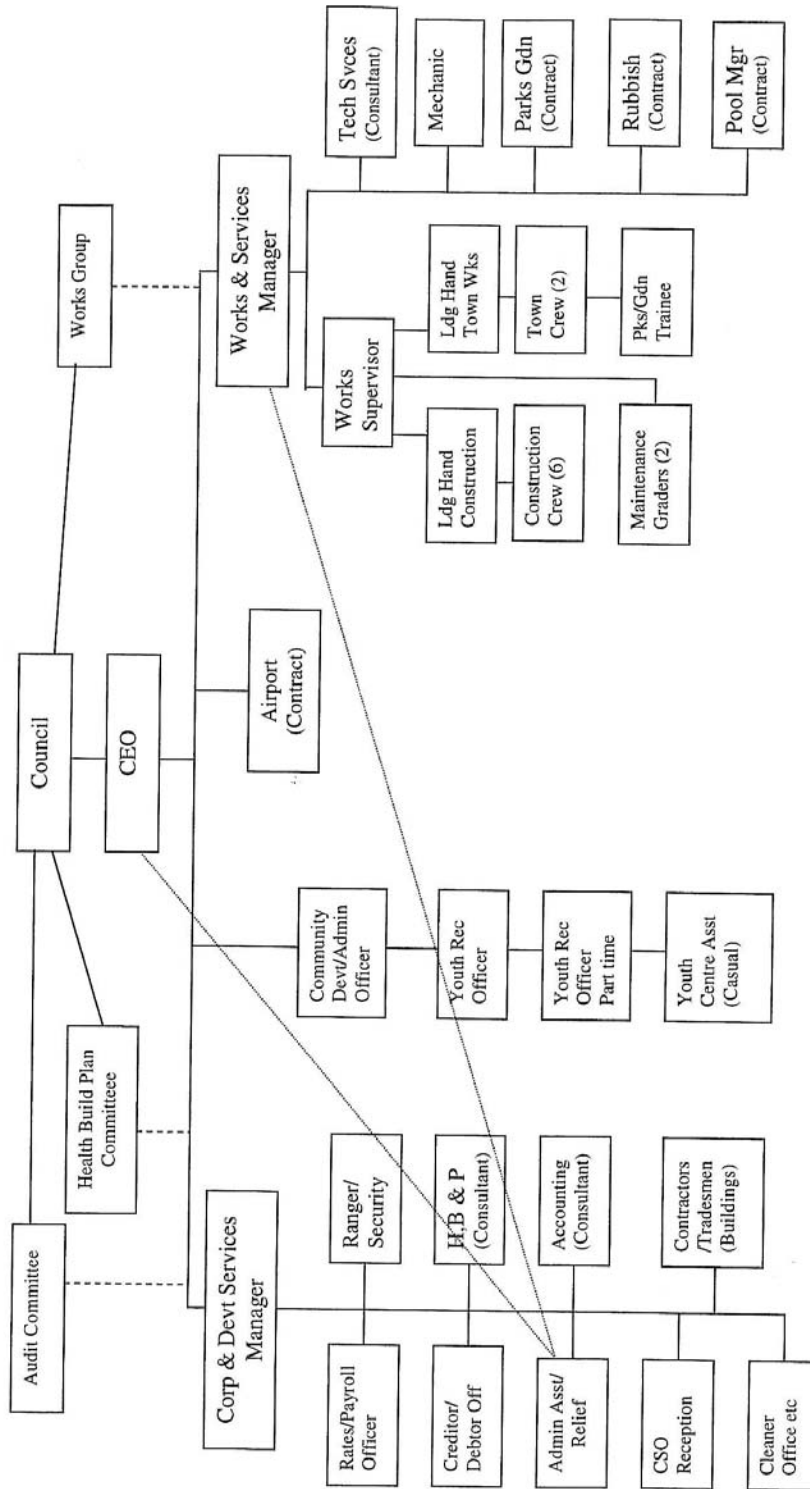 Council
CEO
Audit Committee
Health Build Plan
Committeee
Works Group
Corp & Devt Services
Manager
Airport
(Contract)
Works & Services
Manager
Rates/Payroll
Officer
Ranger/
Security
Creditor/
Debtor Off
H,B & P
(Consultant)
Admin Asst/
Relief
Accounting
(Consultant)
CSO
Reception
Contractors
/Tradesmen
(Buildings)
Cleaner
Office etc
Community
Devt/Admin
Officer
Youth Rec
Officer
Youth Rec
Officer
Part time
Youth
Centre Asst
(Casual)
Works
Supervisor
Ldg Hand
Construction
Construction
Crew (6)
Maintenance
Graders (2)
Ldg Hand
Town Wks
Town
Crew (2)
Pks/Gdn
Trainee
Tech Svces
(Consultant)
Mechanic
Parks Gdn
(Contract)
Rubbish
(Contract)
Pool Mgr
(Contract)